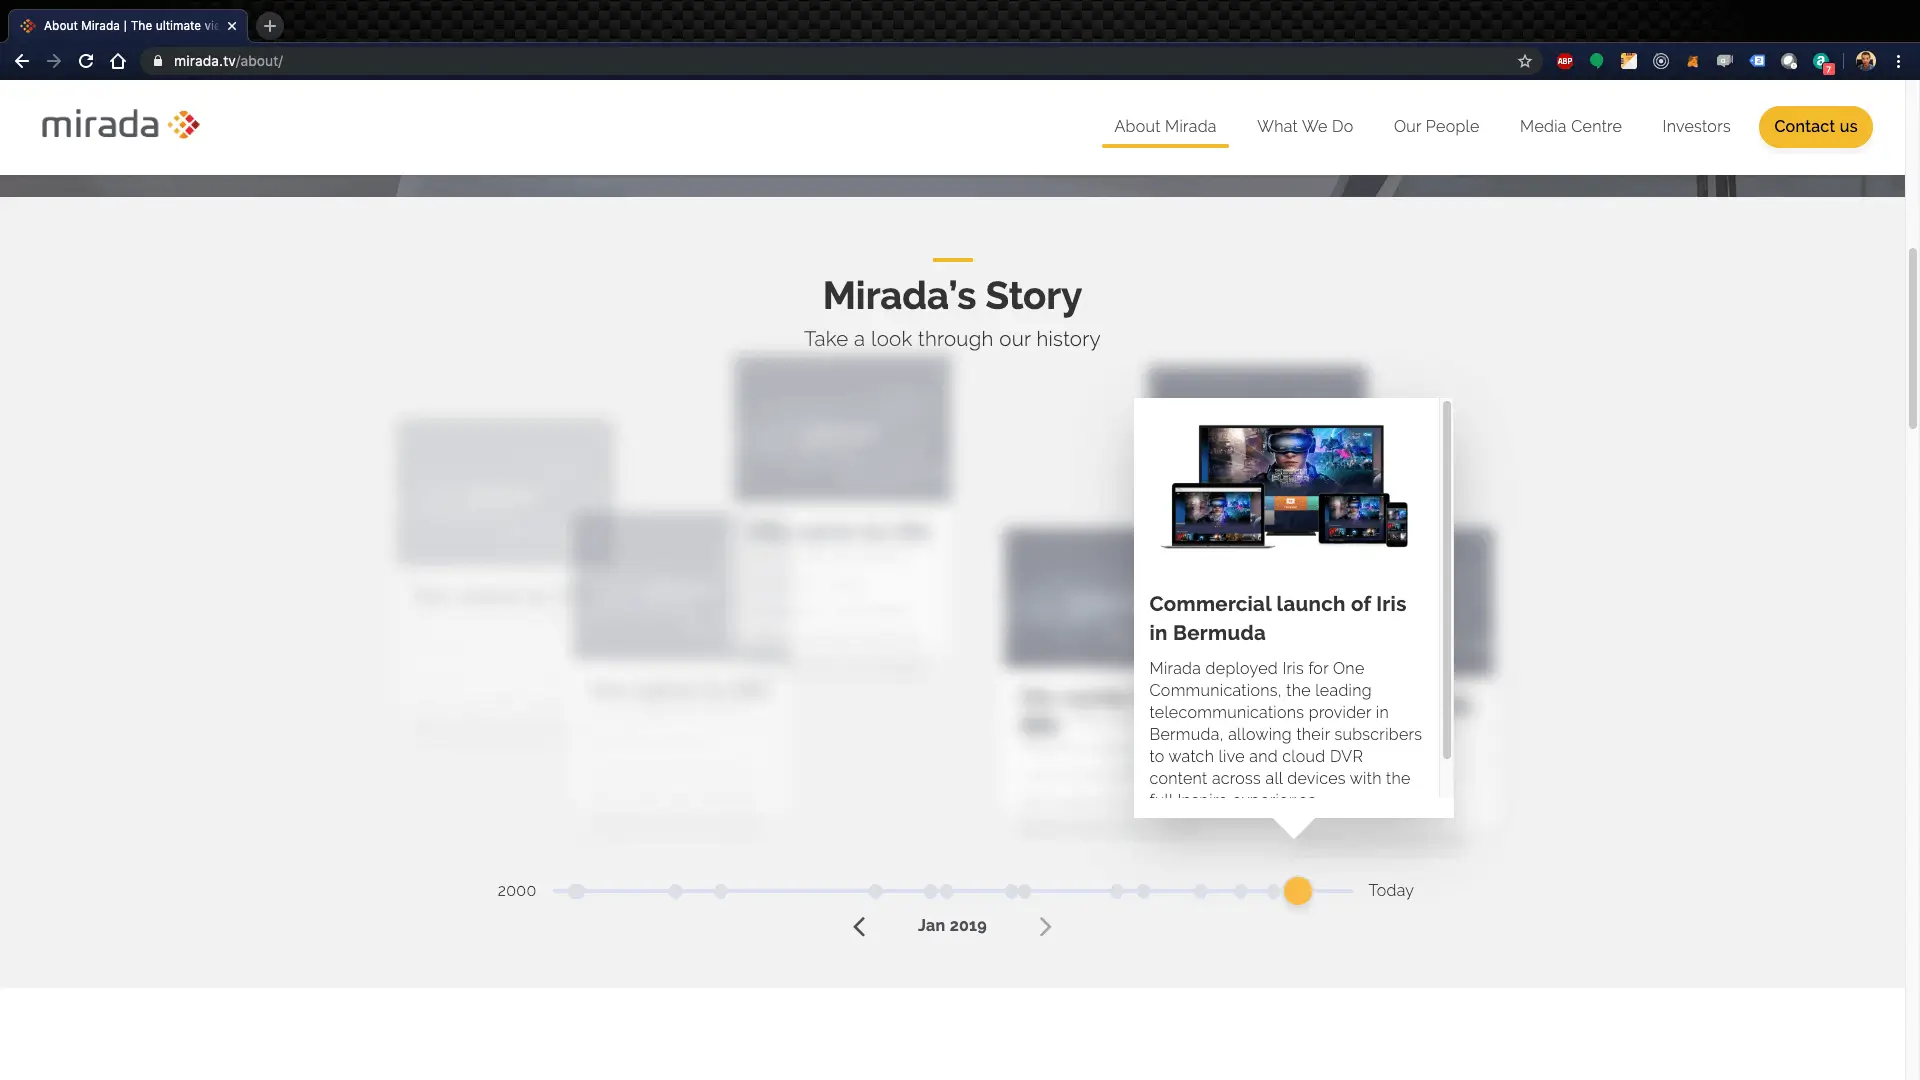 About Mirada | The ultimate vie
mirada.tv/about/
ABP
7
mirada
About Mirada
What We Do
Our People
Media Centre
Investors
Contact us
Mirada’s Story
Take a look through our history
Commercial launch of Iris
in Bermuda
Mirada deployed Iris for One
Communications, the leading
telecommunications provider in
Bermuda, allowing their subscribers
to watch live and cloud DVR
content across all devices with the
2000
Today
Jan 2019